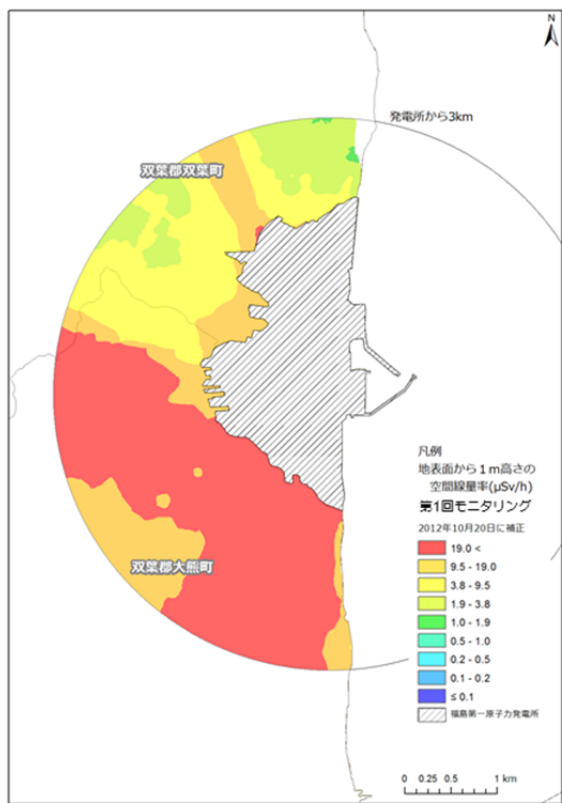 N
発電所から3km
双葉郡双葉町
凡例
地表面から1m高さの
空間線量率(μSv/h)
第1回モニタリング
2012年10月20日に補正
19.0 <
9.5 - 19.0
3.8 - 9.5
1.9 - 3.8
1.0 - 1.9
0.5 - 1.0
0.2 - 0.5
0.1 - 0.2
≤ 0.1
福島第一原子力発電所
双葉郡大熊町
0 0.25 0.5 1 km